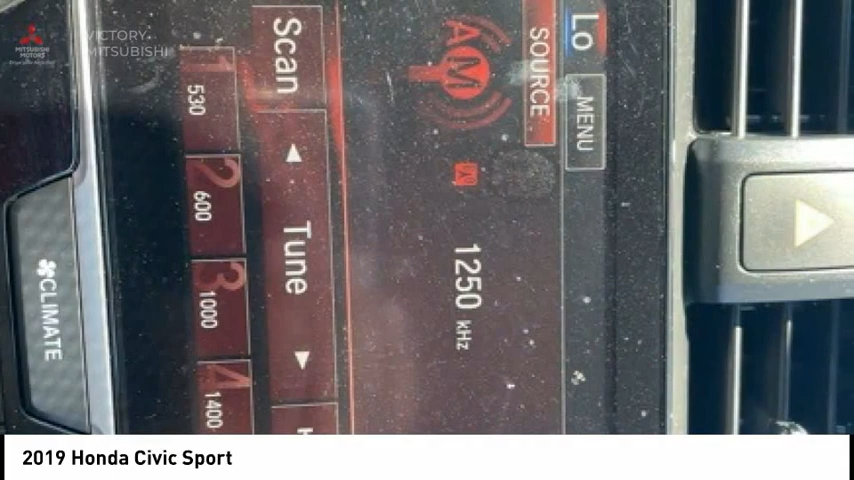 VICTORY
MITSUBISHI
MITSUBISHI
MOTORS
Lo
MENU
SOURCE
AM
1250 kHz
Scan
Tune
1
530
2
600
3
1000
4
1400
CLIMATE
2019 Honda Civic Sport